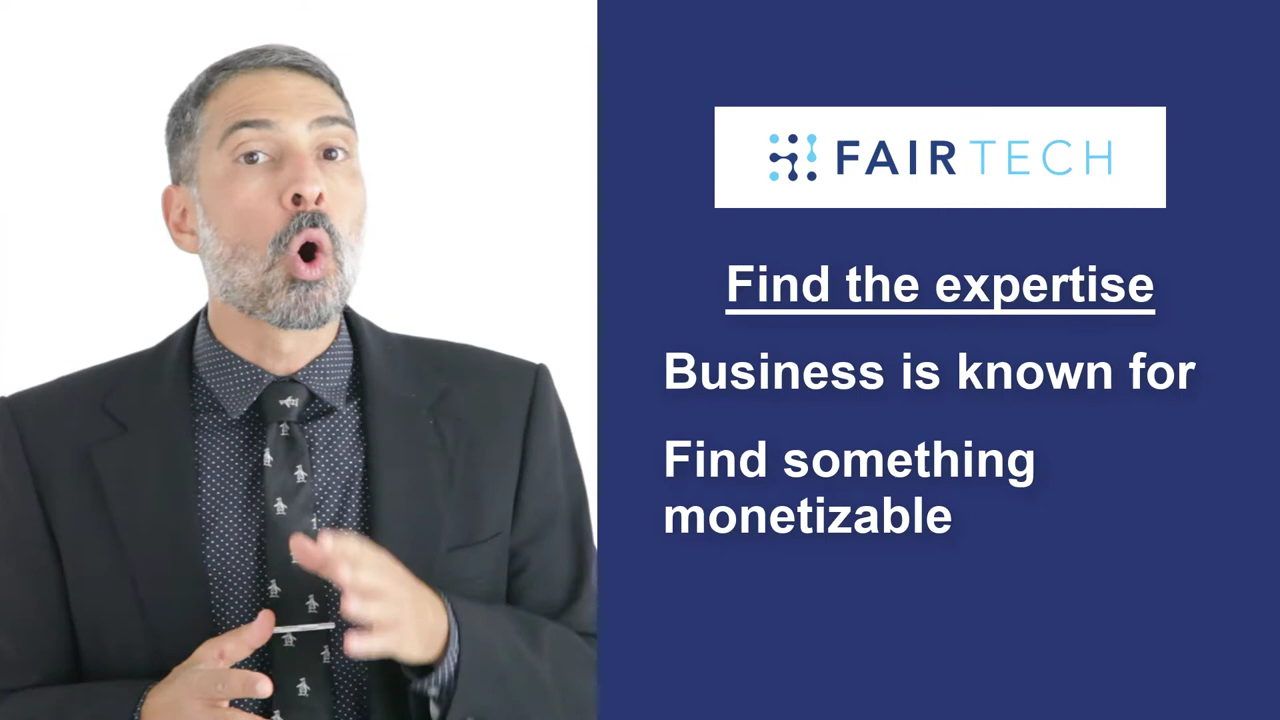 FAIRTECH
Find the expertise
Business is known for
Find something
monetizable